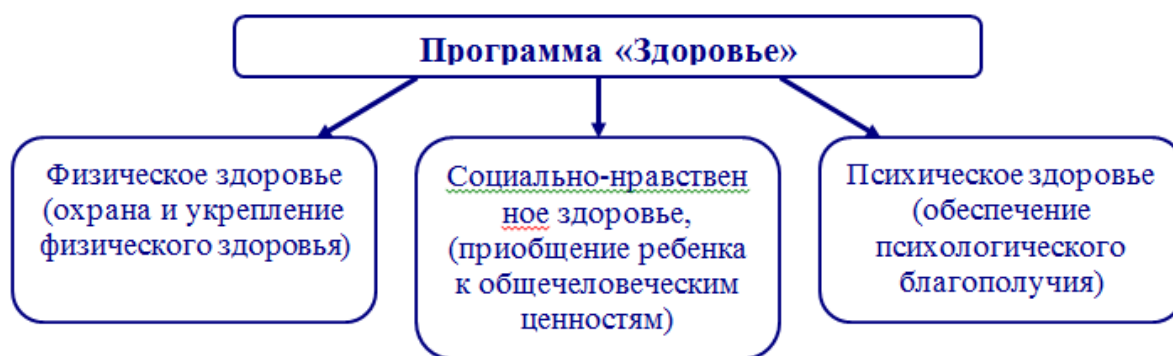 Программа «Здоровье»
Физическое здоровье
(охрана и укрепление
физического здоровья)
Социально-нравствен
ное здоровье,
(приобщение ребенка
к общечеловеческим
ценностям)
Психическое здоровье
(обеспечение
психологического
благополучия)